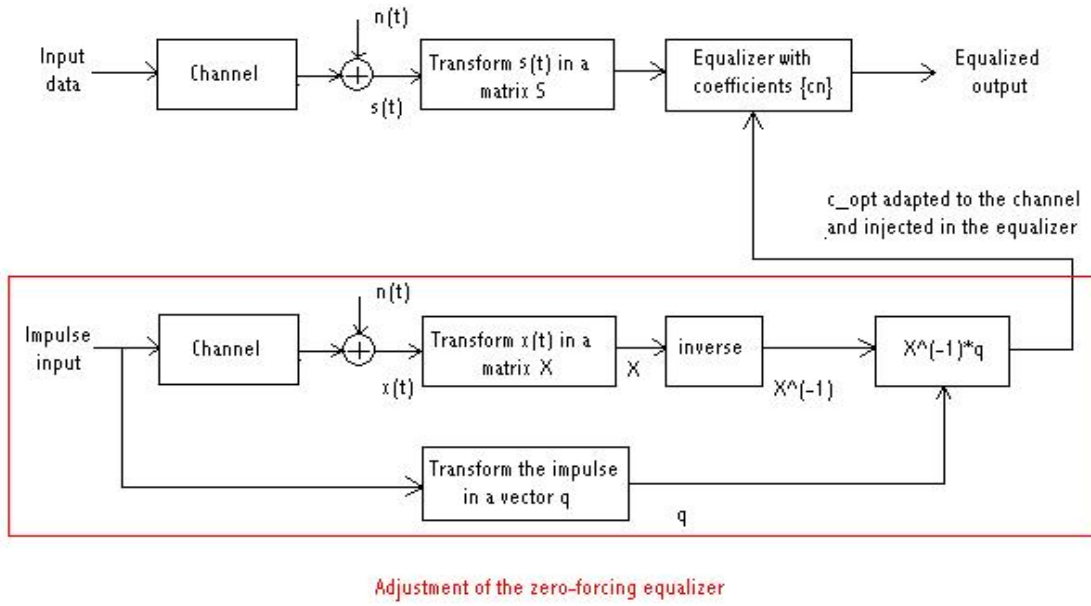 n(t)
Input
data
Channel
s(t)
Transform s(t) in a
matrix S
Equalizer with
coefficients {cn}
Equalized
output
c_opt adapted to the channel
and injected in the equalizer
n(t)
Impulse
input
Channel
x(t)
Transform x(t) in a
matrix X
X
inverse
X^(-1)
X^(-1)*q
Transform the impulse
in a vector q
q
Adjustment of the zero-forcing equalizer